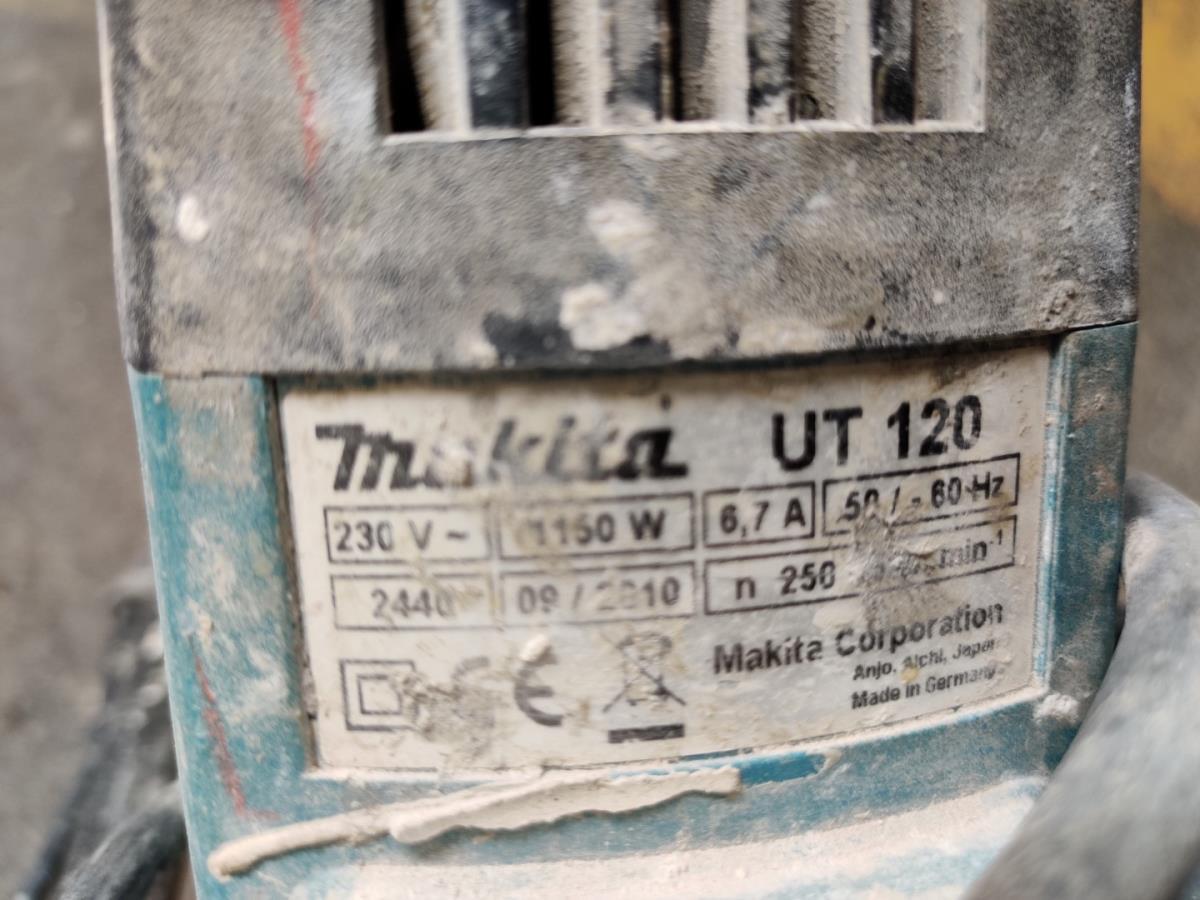 makita UT 120
230 V ~ 1150 W 6,7 A 50 / - 60 Hz
2440 09 / 2010 n 250 min⁻¹
CE Makita Corporation
Anjo, Aichi, Japan
Made in Germany